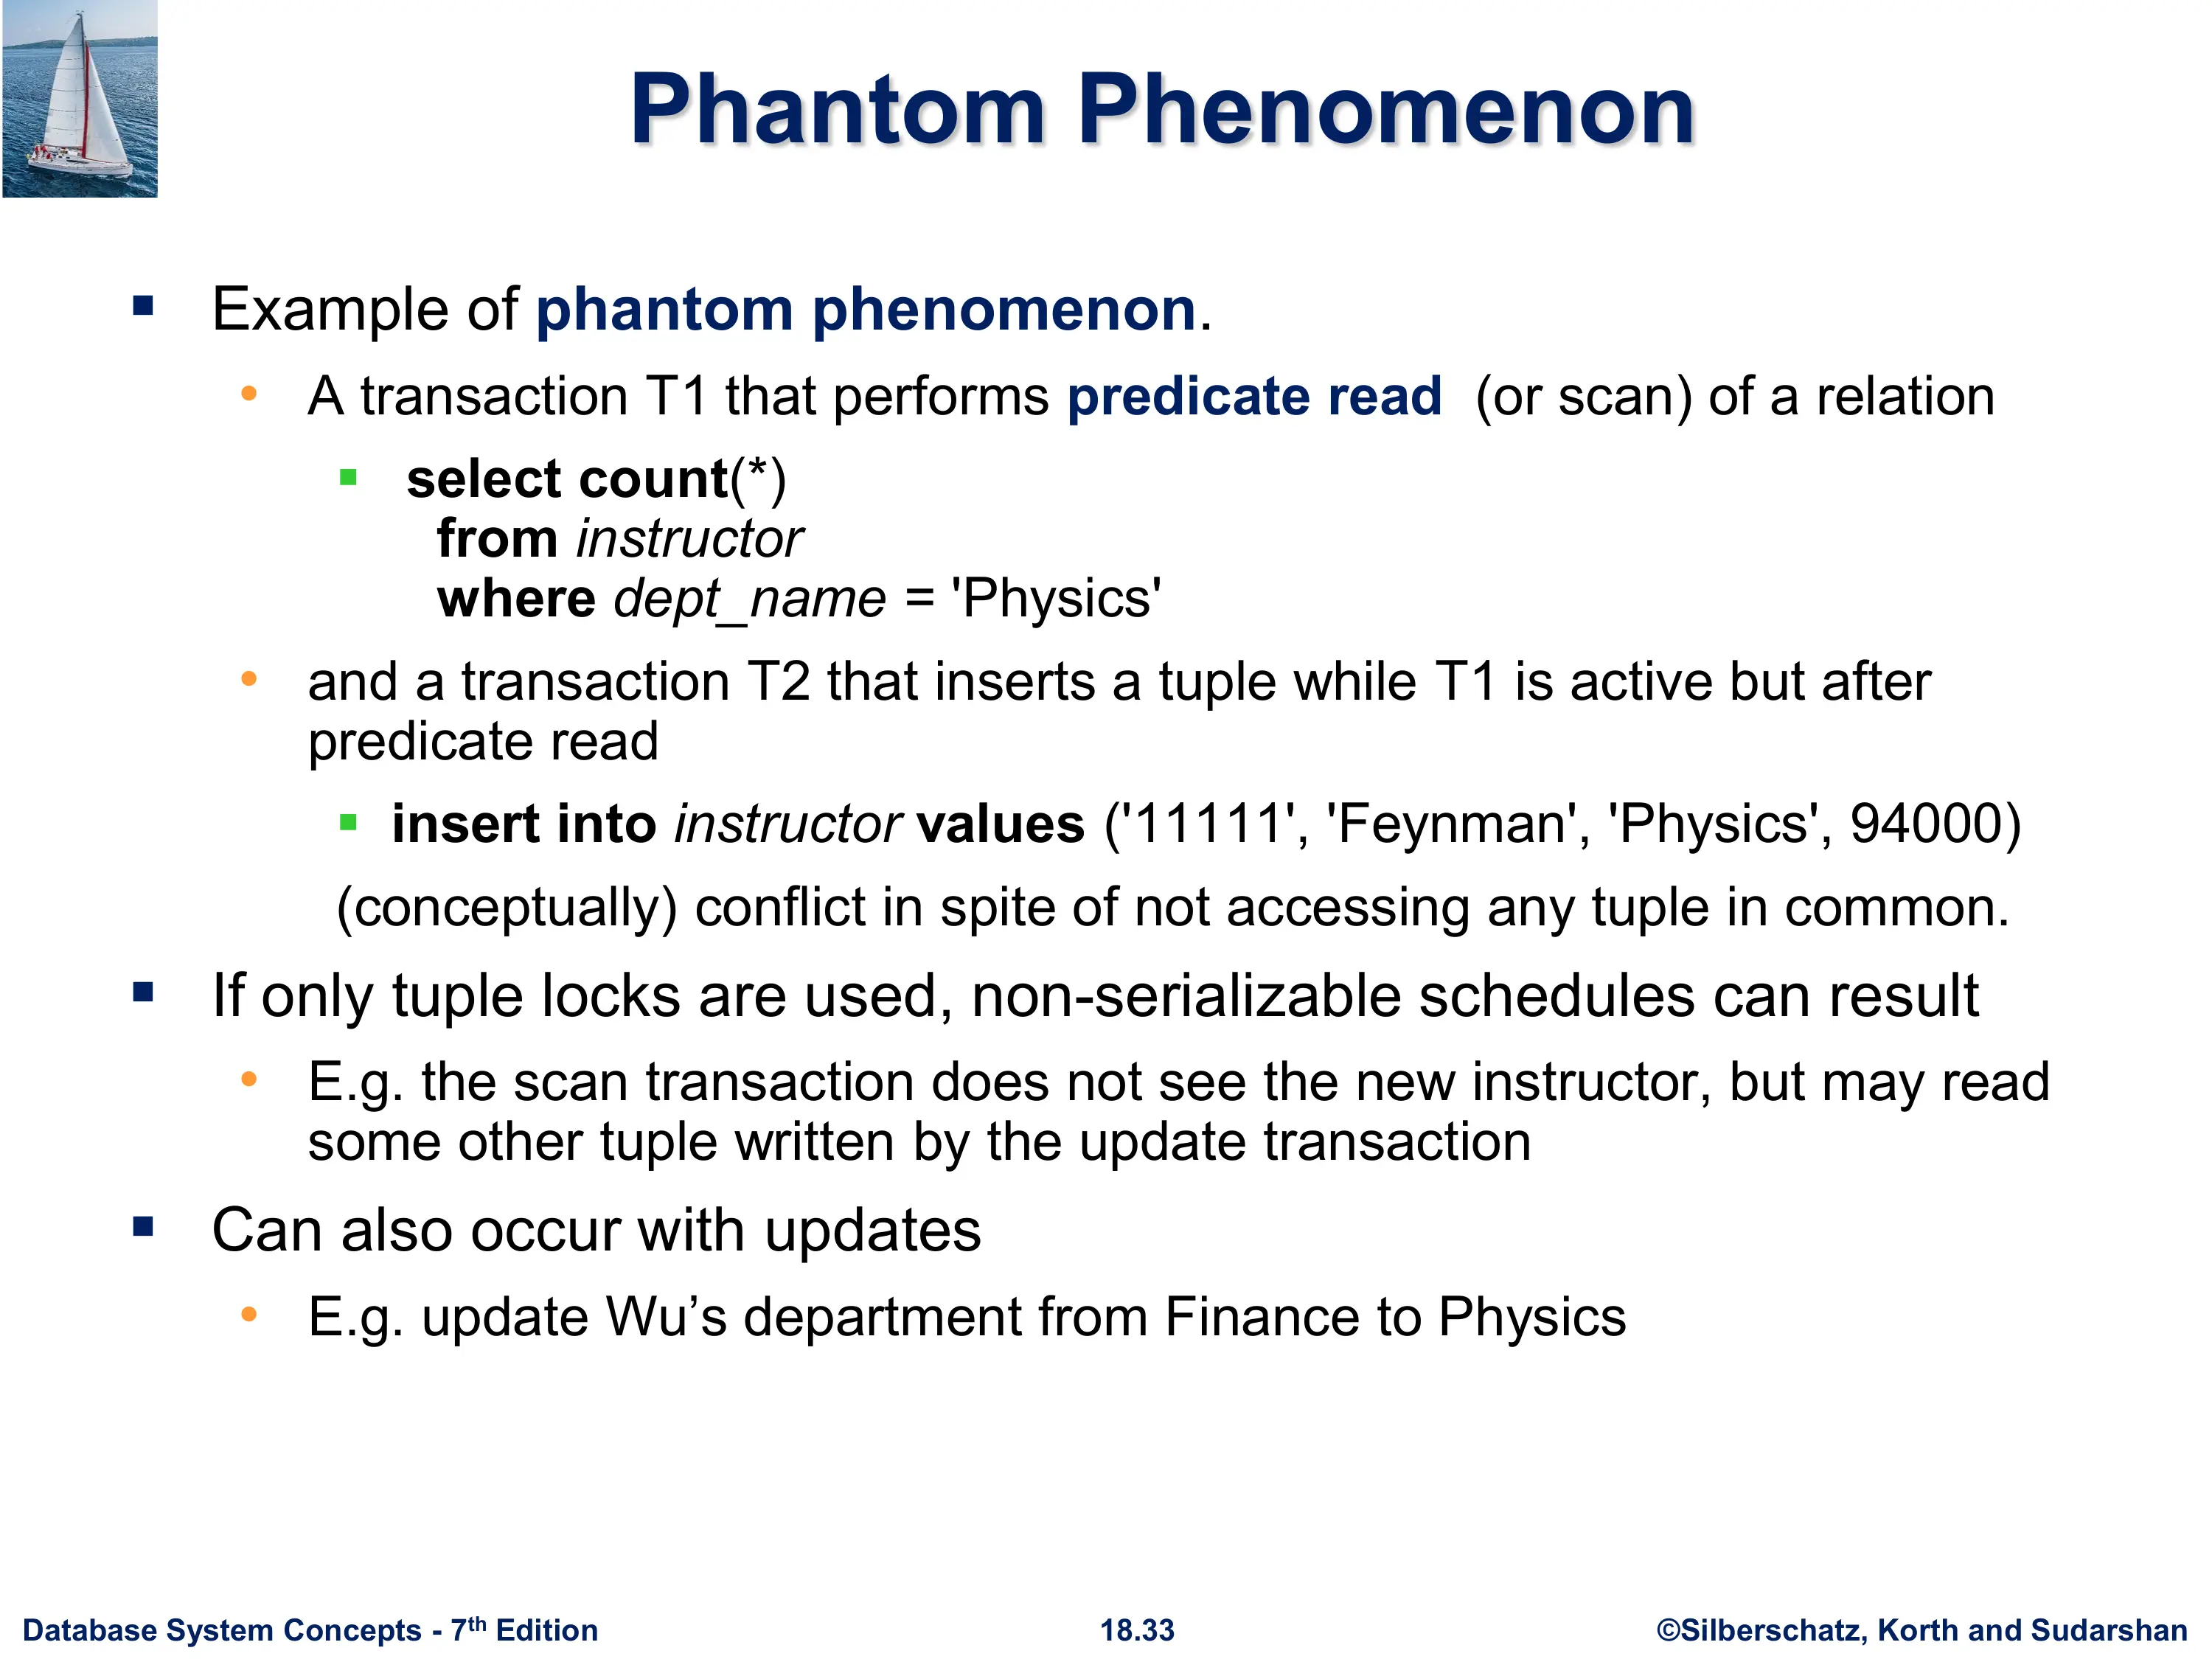 Phantom Phenomenon
Example of phantom phenomenon.
A transaction T1 that performs predicate read (or scan) of a relation
select count(*)
from instructor
where dept_name = 'Physics'
and a transaction T2 that inserts a tuple while T1 is active but after
predicate read
insert into instructor values ('11111', 'Feynman', 'Physics', 94000)
(conceptually) conflict in spite of not accessing any tuple in common.
If only tuple locks are used, non-serializable schedules can result
E.g. the scan transaction does not see the new instructor, but may read
some other tuple written by the update transaction
Can also occur with updates
E.g. update Wu’s department from Finance to Physics
Database System Concepts - 7th Edition 18.33 ©Silberschatz, Korth and Sudarshan